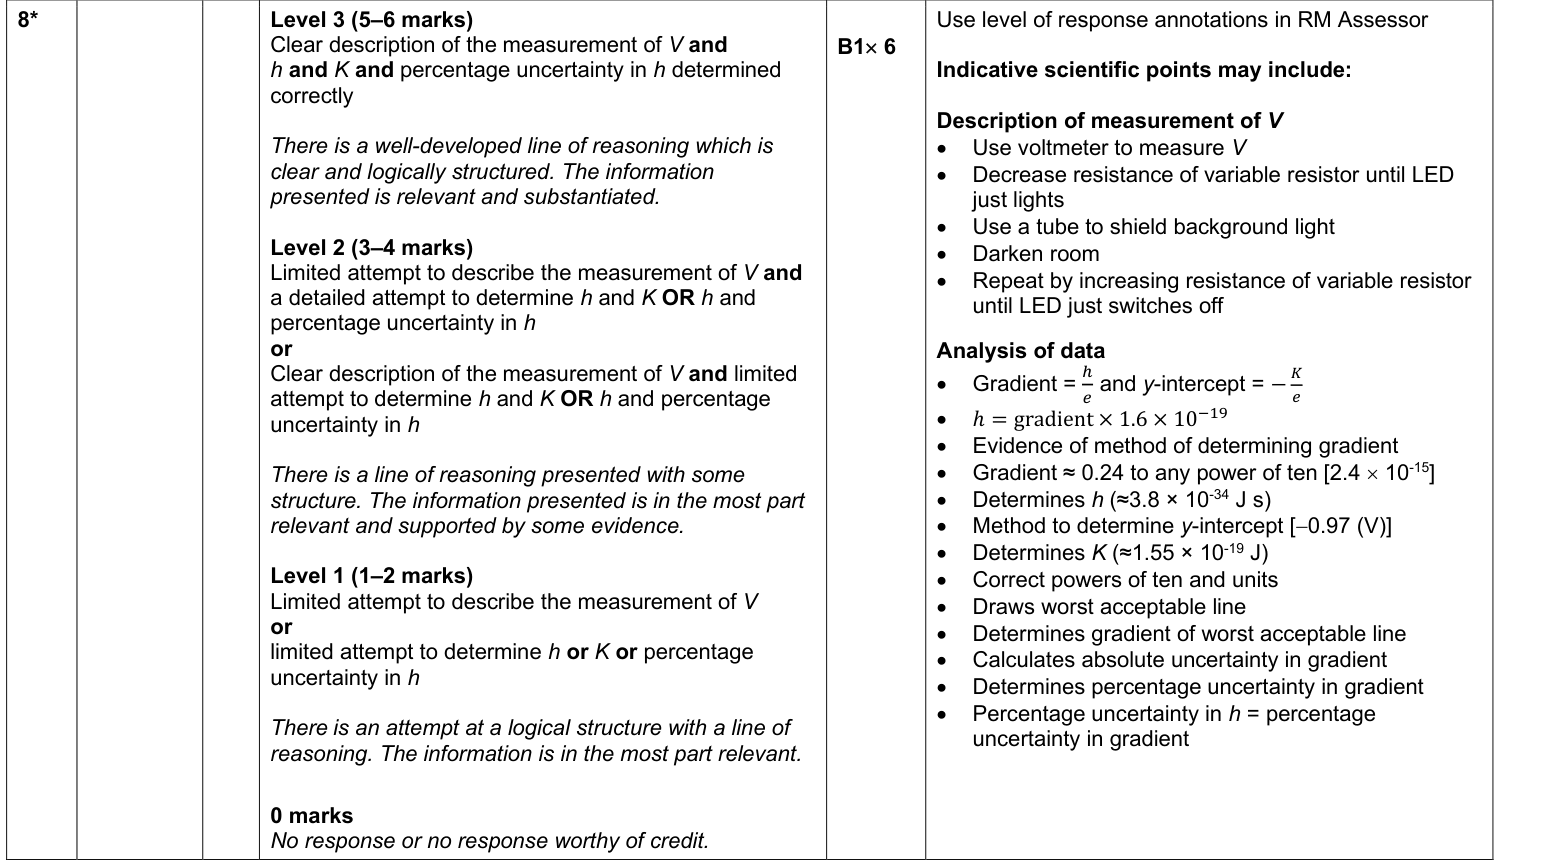 8*
Level 3 (5–6 marks)
Clear description of the measurement of V and
h and K and percentage uncertainty in h determined
correctly
There is a well-developed line of reasoning which is
clear and logically structured. The information
presented is relevant and substantiated.
Level 2 (3–4 marks)
Limited attempt to describe the measurement of V and
a detailed attempt to determine h and K OR h and
percentage uncertainty in h
or
Clear description of the measurement of V and limited
attempt to determine h and K OR h and percentage
uncertainty in h
There is a line of reasoning presented with some
structure. The information presented is in the most part
relevant and supported by some evidence.
Level 1 (1–2 marks)
Limited attempt to describe the measurement of V
or
limited attempt to determine h or K or percentage
uncertainty in h
There is an attempt at a logical structure with a line of
reasoning. The information is in the most part relevant.
0 marks
No response or no response worthy of credit.
B1× 6
Use level of response annotations in RM Assessor
Indicative scientific points may include:
Description of measurement of V
• Use voltmeter to measure V
• Decrease resistance of variable resistor until LED
just lights
• Use a tube to shield background light
• Darken room
• Repeat by increasing resistance of variable resistor
until LED just switches off
Analysis of data
• Gradient = h/e and y-intercept = −K/e
• h = gradient × 1.6 × 10⁻¹⁹
• Evidence of method of determining gradient
• Gradient ≈ 0.24 to any power of ten [2.4 × 10⁻¹⁵]
• Determines h (≈3.8 × 10⁻³⁴ J s)
• Method to determine y-intercept [−0.97 (V)]
• Determines K (≈1.55 × 10⁻¹⁹ J)
• Correct powers of ten and units
• Draws worst acceptable line
• Determines gradient of worst acceptable line
• Calculates absolute uncertainty in gradient
• Determines percentage uncertainty in gradient
• Percentage uncertainty in h = percentage
uncertainty in gradient